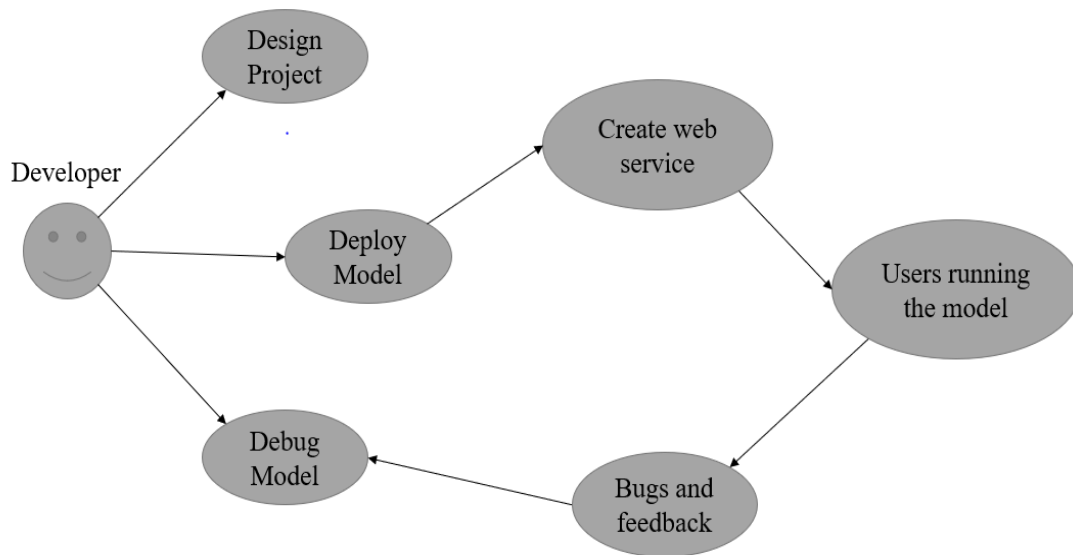 Design
Project
Create web
service
Developer
Deploy
Model
Users running
the model
Debug
Model
Bugs and
feedback